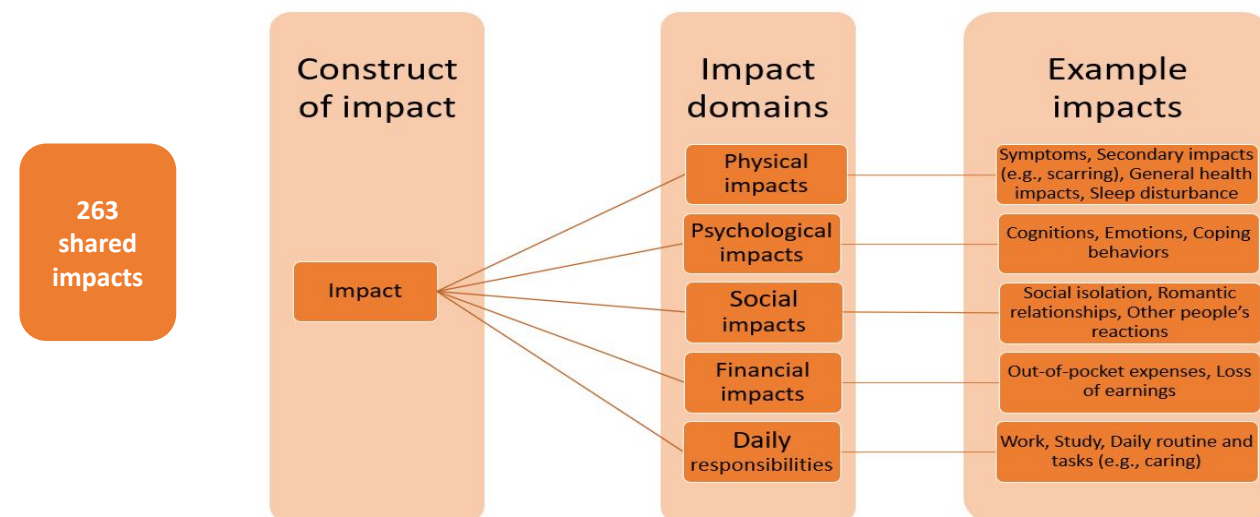 263
shared
impacts
Construct
of impact
Impact
Impact
domains
Physical
impacts
Psychological
impacts
Social
impacts
Financial
impacts
Daily
responsibilities
Example
impacts
Symptoms, Secondary impacts
(e.g., scarring), General health
impacts, Sleep disturbance
Cognitions, Emotions, Coping
behaviors
Social isolation, Romantic
relationships, Other people's
reactions
Out-of-pocket expenses, Loss
of earnings
Work, Study, Daily routine and
tasks (e.g., caring)